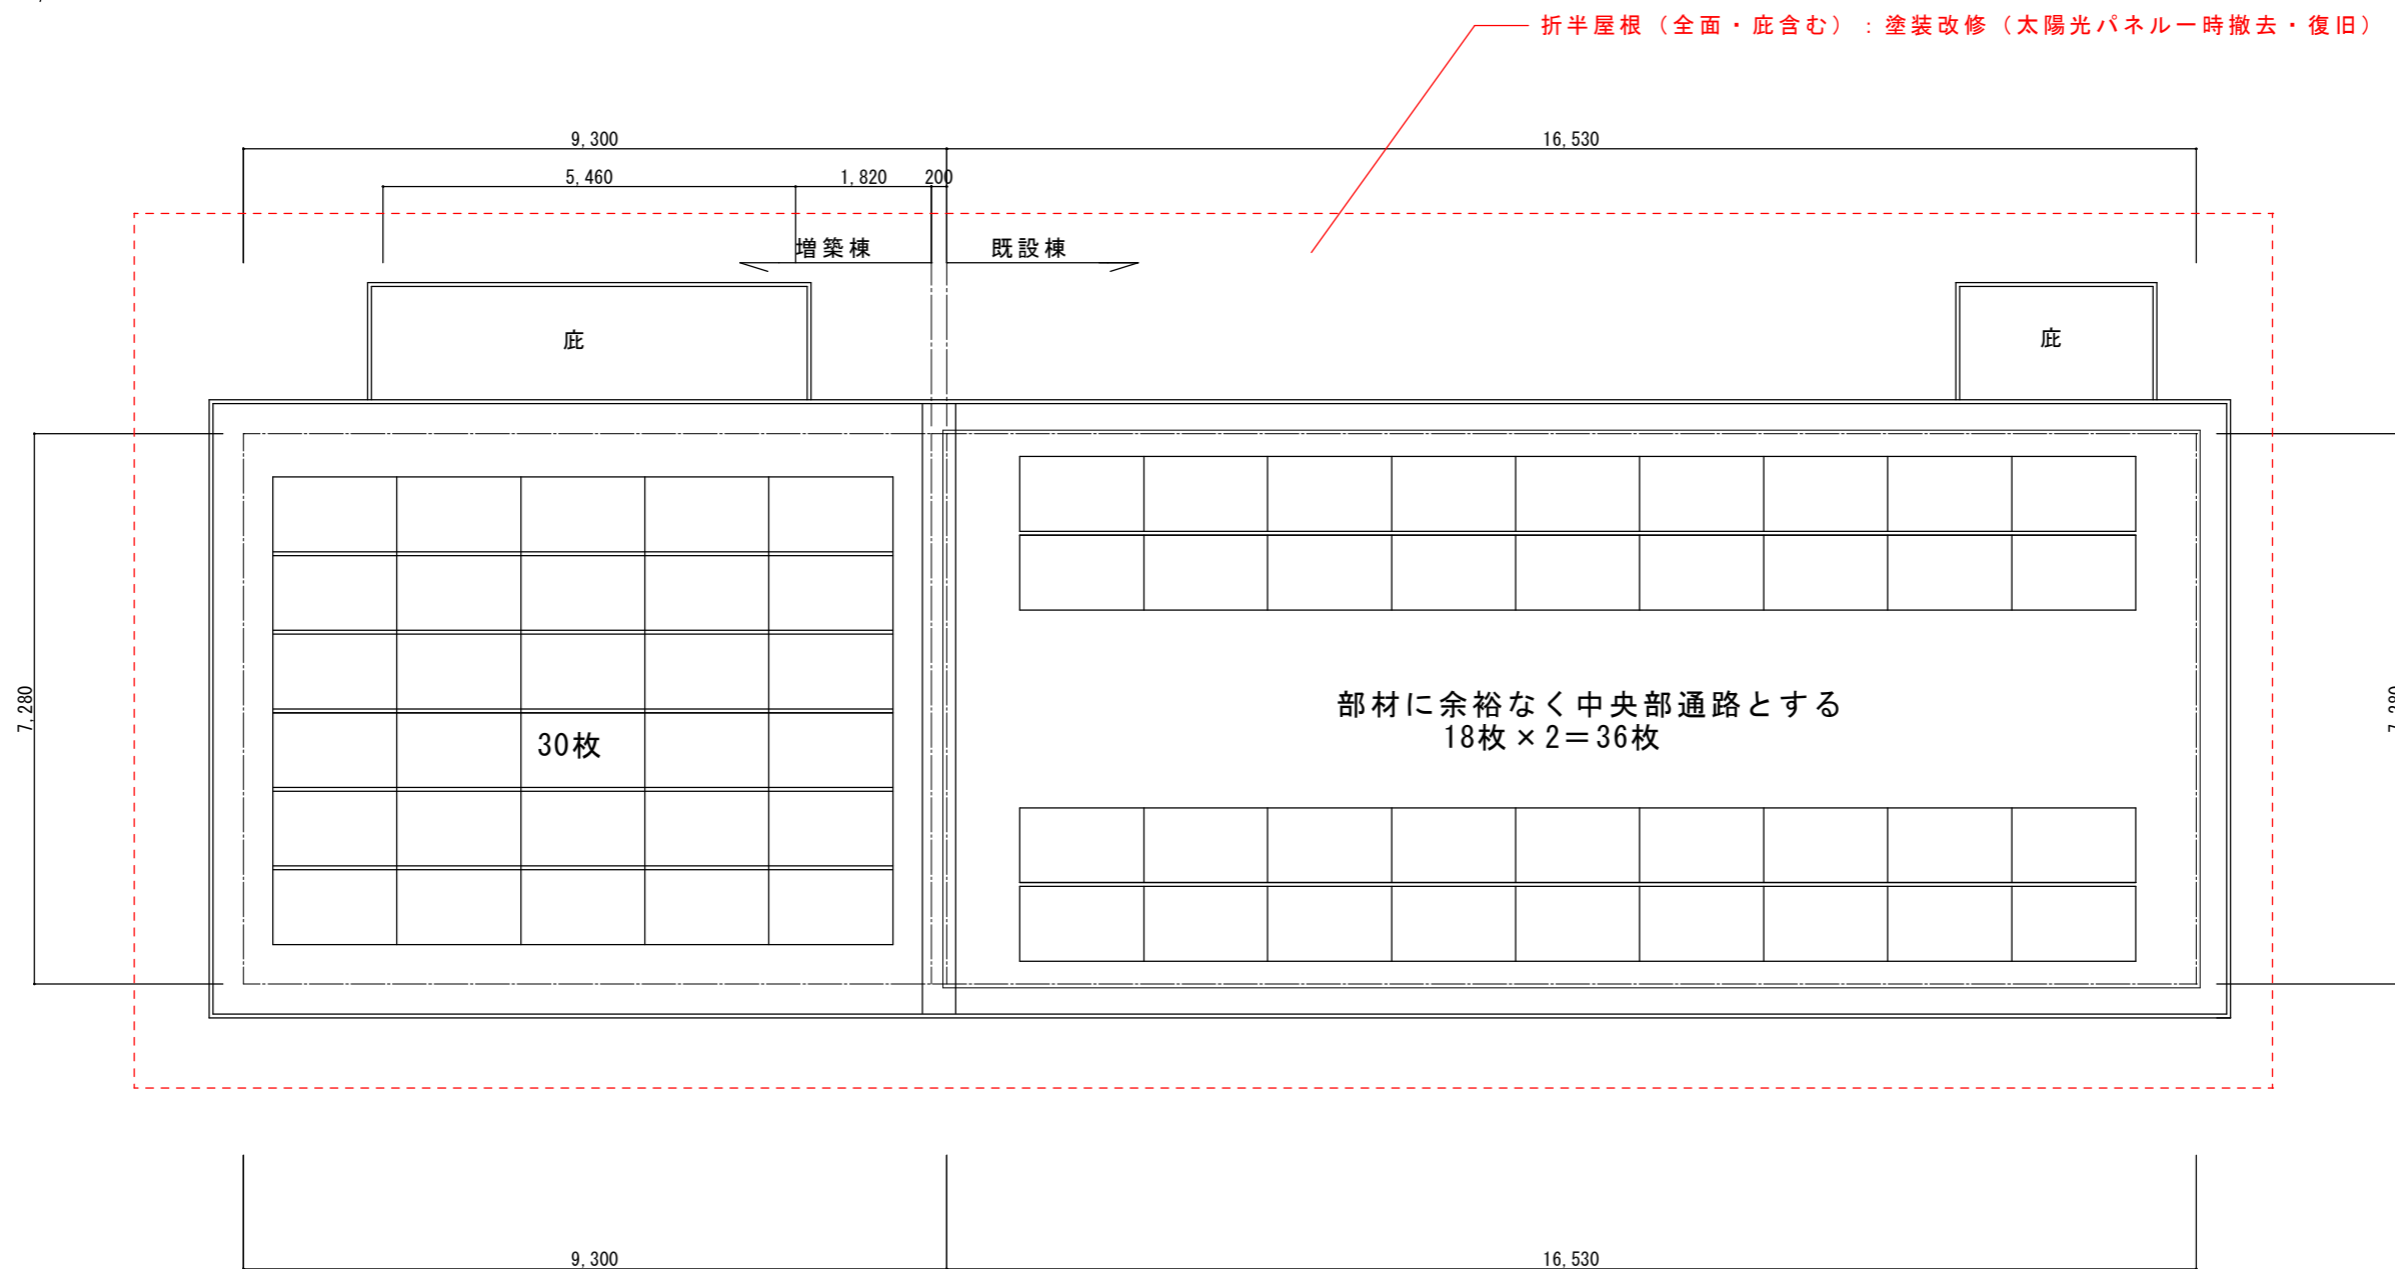 折半屋根（全面・庇含む）：塗装改修（太陽光パネル一時撤去・復旧）
9,300
16,530
5,460
1,820
200
増築棟
既設棟
庇
庇
7,280
部材に余裕なく中央部通路とする
18枚×2＝36枚
30枚
9,300
16,530